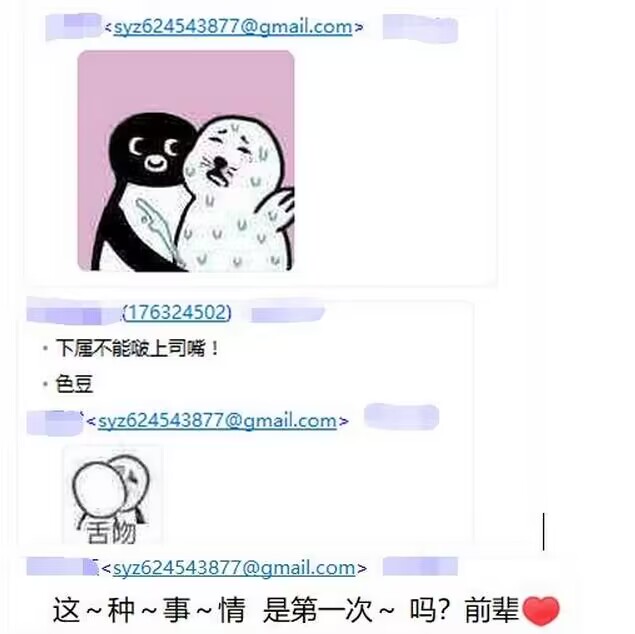 <syz624543877@gmail.com>
(176324502)
• 下属不能啵上司嘴！
• 色豆
<syz624543877@gmail.com>
舌吻
<syz624543877@gmail.com>
这～种～事～情 是第一次～ 吗？前辈❤